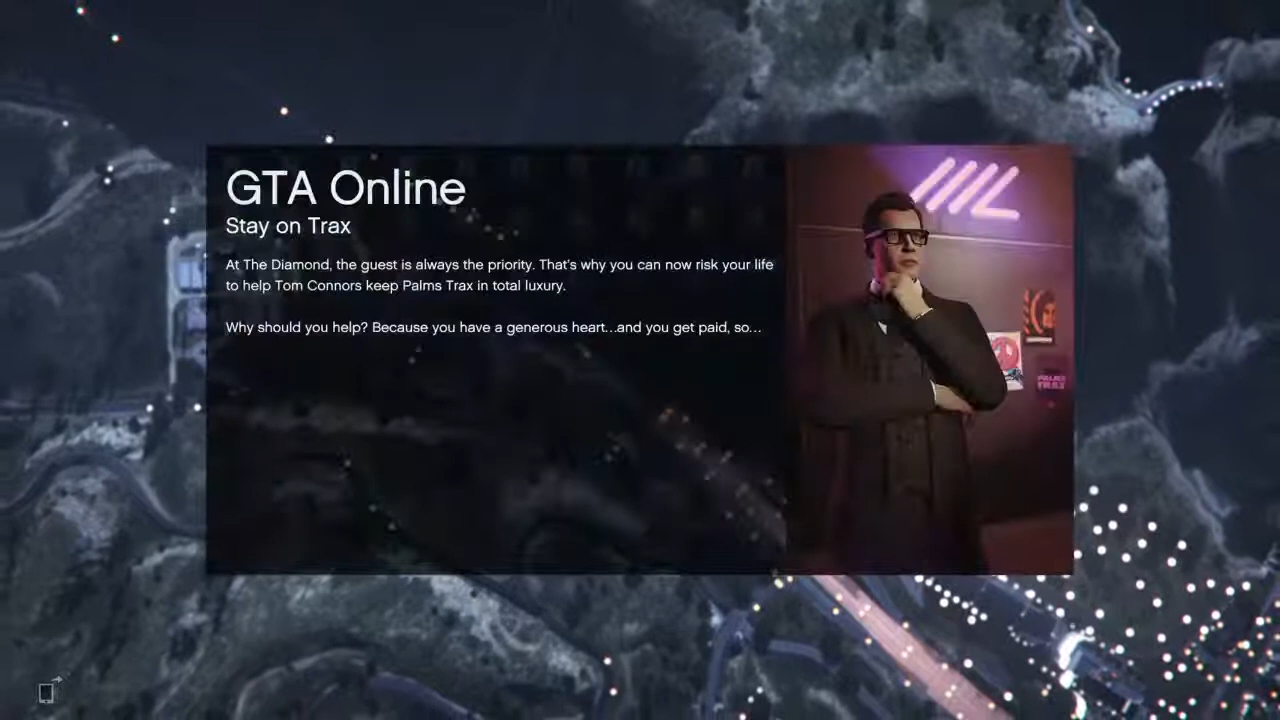 GTA Online
Stay on Trax
At The Diamond, the guest is always the priority. That's why you can now risk your life
to help Tom Connors keep Palms Trax in total luxury.
Why should you help? Because you have a generous heart...and you get paid, so...
PALMS
TRAX